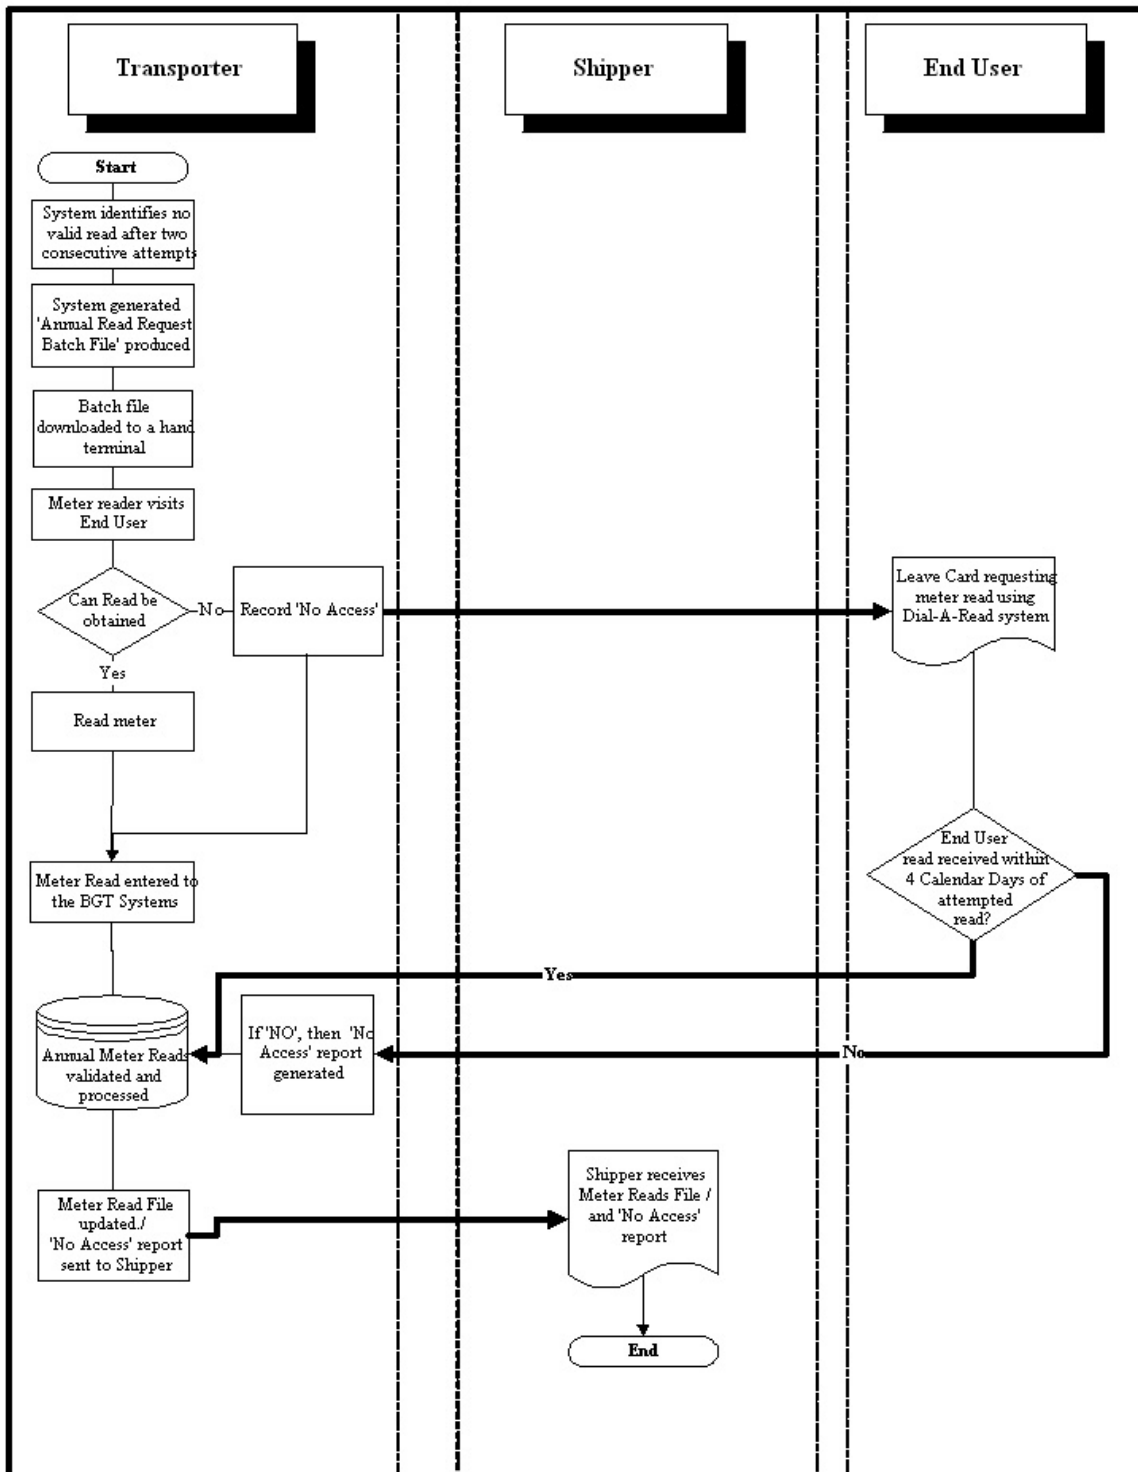 Transporter
Shipper
End User
Start
System identifies no
valid read after two
consecutive attempts
System generated
'Annual Read Request
Batch File' produced
Batch file
downloaded to a hand
terminal
Meter reader visits
End User
Can Read be
obtained
No
Record 'No Access'
Leave Card requesting
meter read using
Dial-A-Read system
Yes
Read meter
End User
read received within
4 Calendar Days of
attempted
read?
Meter Read entered to
the BGT Systems
Yes
No
If 'NO', then 'No
Access' report
generated
Annual Meter Reads
validated and
processed
Meter Read File
updated./
'No Access' report
sent to Shipper
Shipper receives
Meter Reads File /
and 'No Access'
report
End